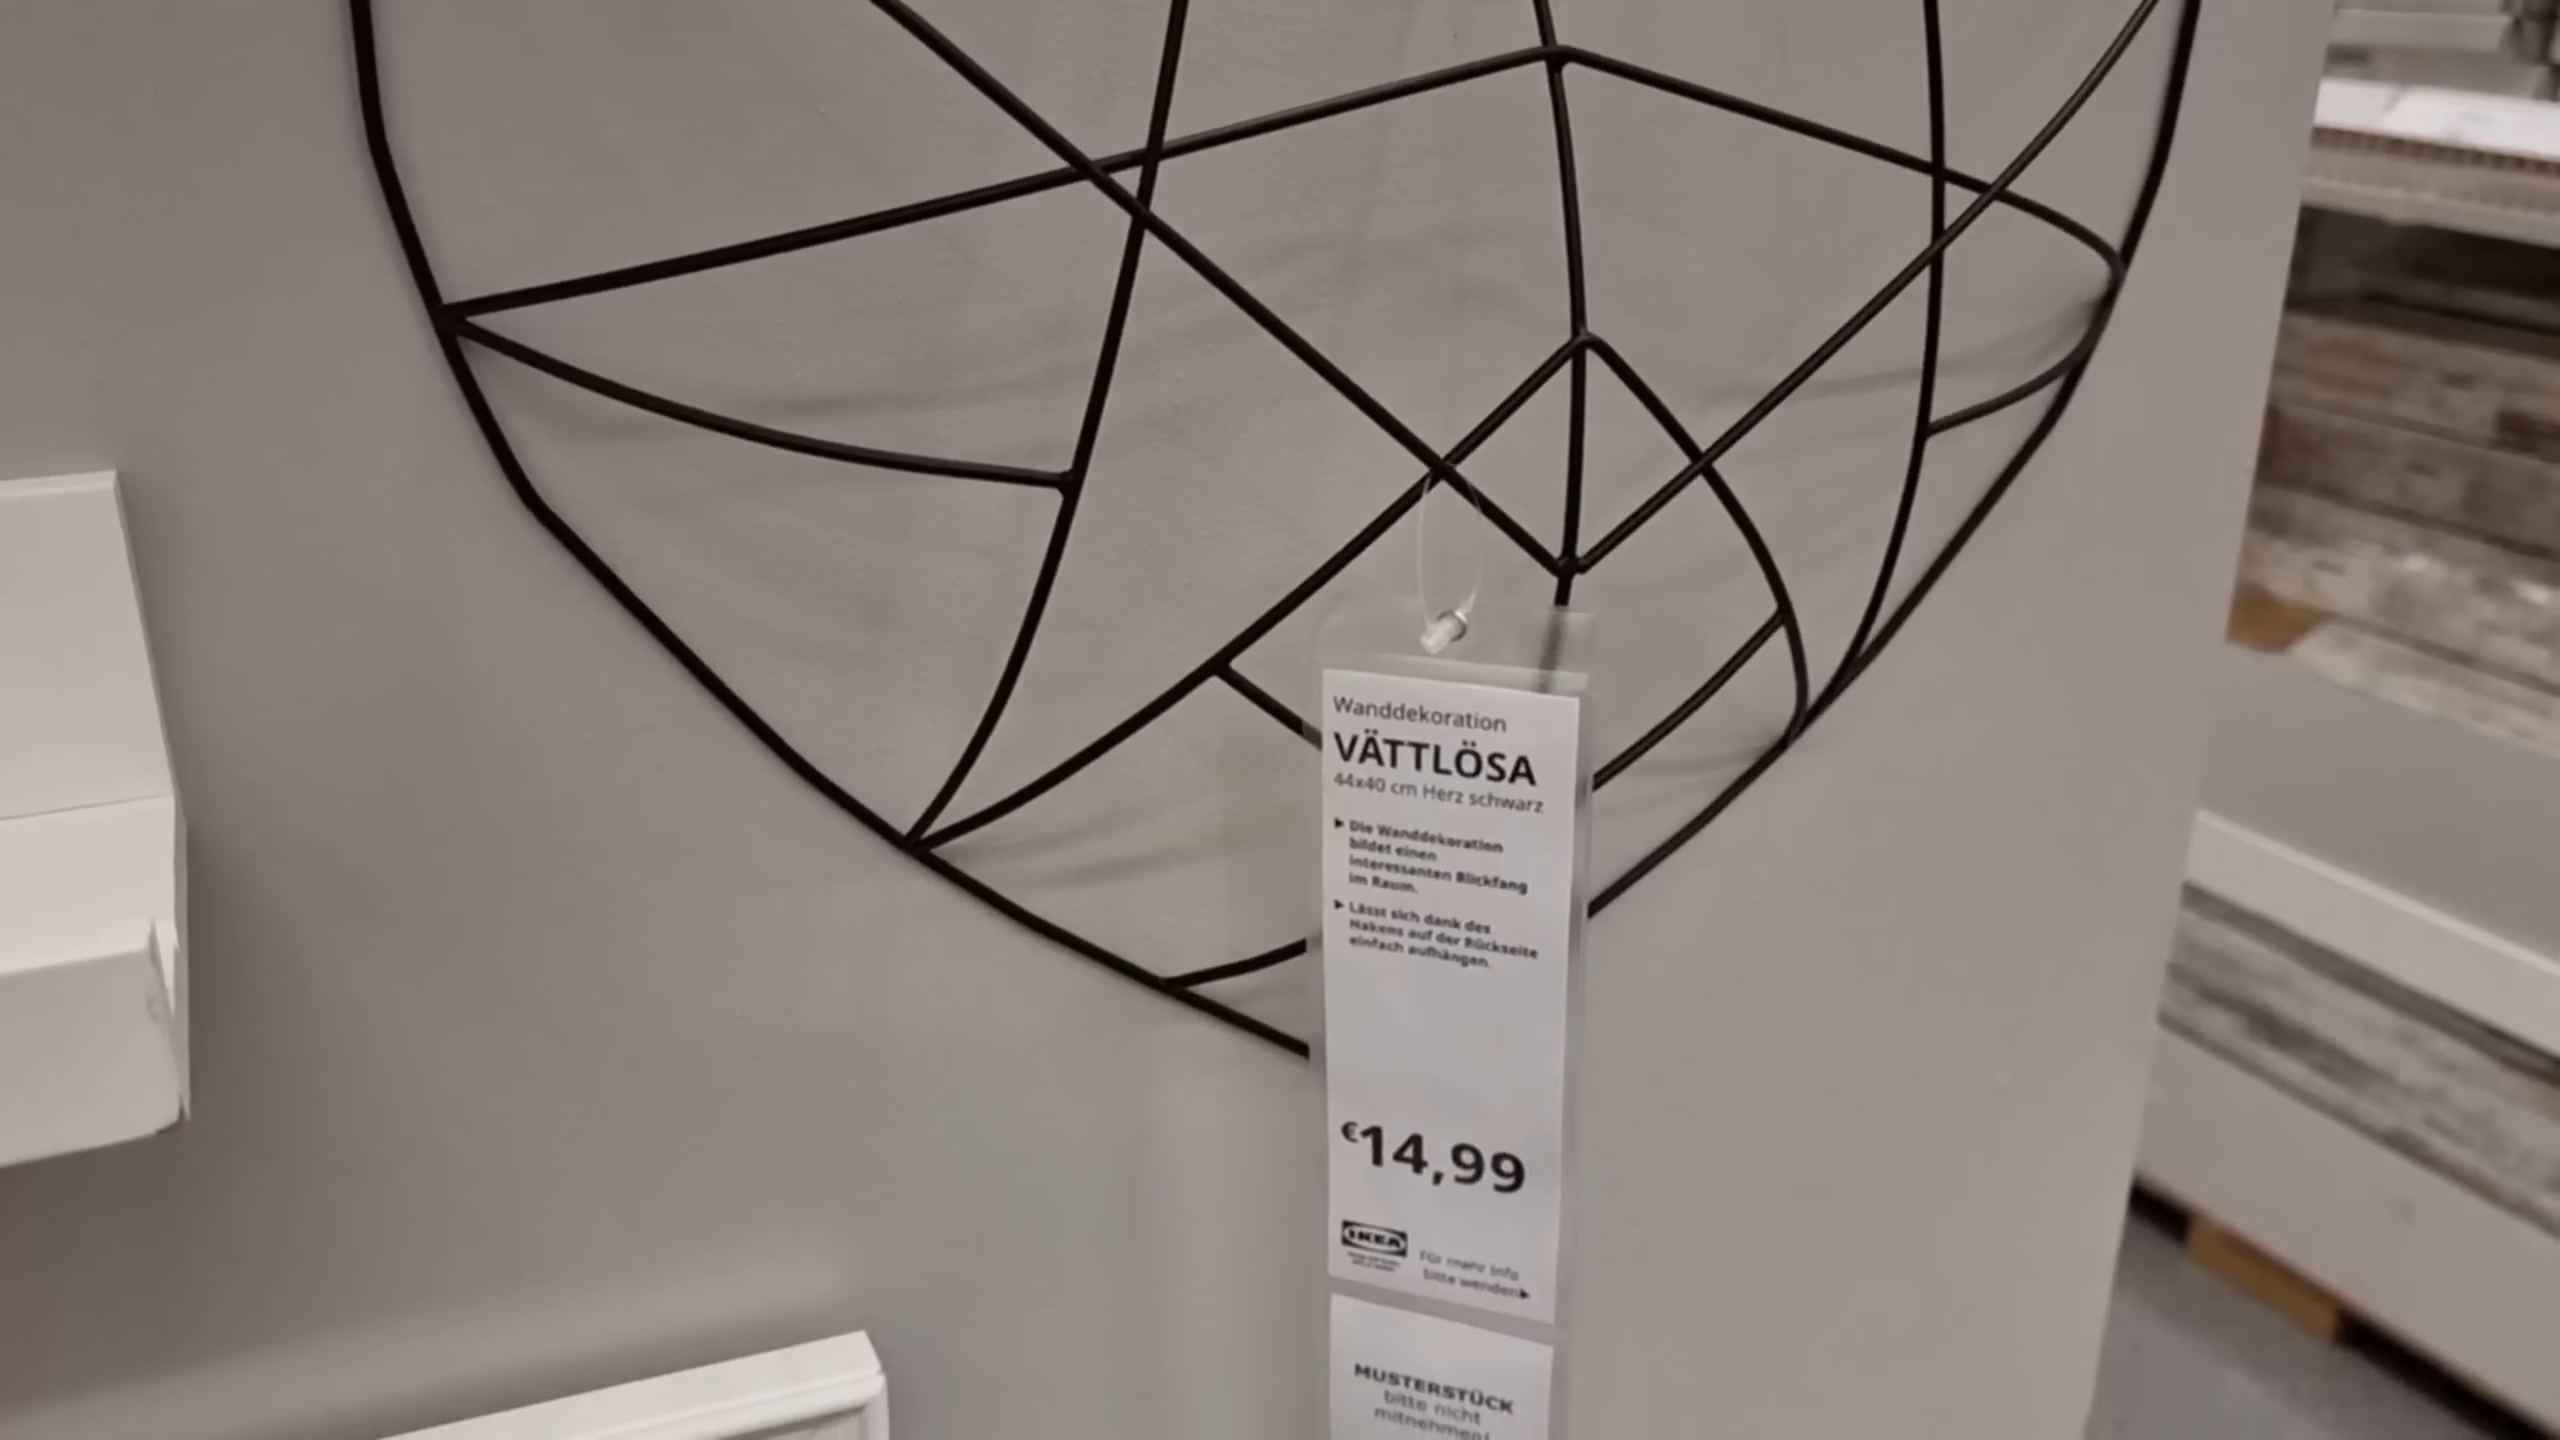 Wanddekoration
VÄTTLÖSA
44x40 cm Herz schwarz
▶ Die Wanddekoration
bildet einen
interessanten Blickfang
im Raum.
▶ Lässt sich dank des
Hakens auf der Rückseite
einfach aufhängen.
€14,99
IKEA
Für mehr Info
bitte wenden▶
MUSTERSTÜCK
bitte nicht
mitnehmen!